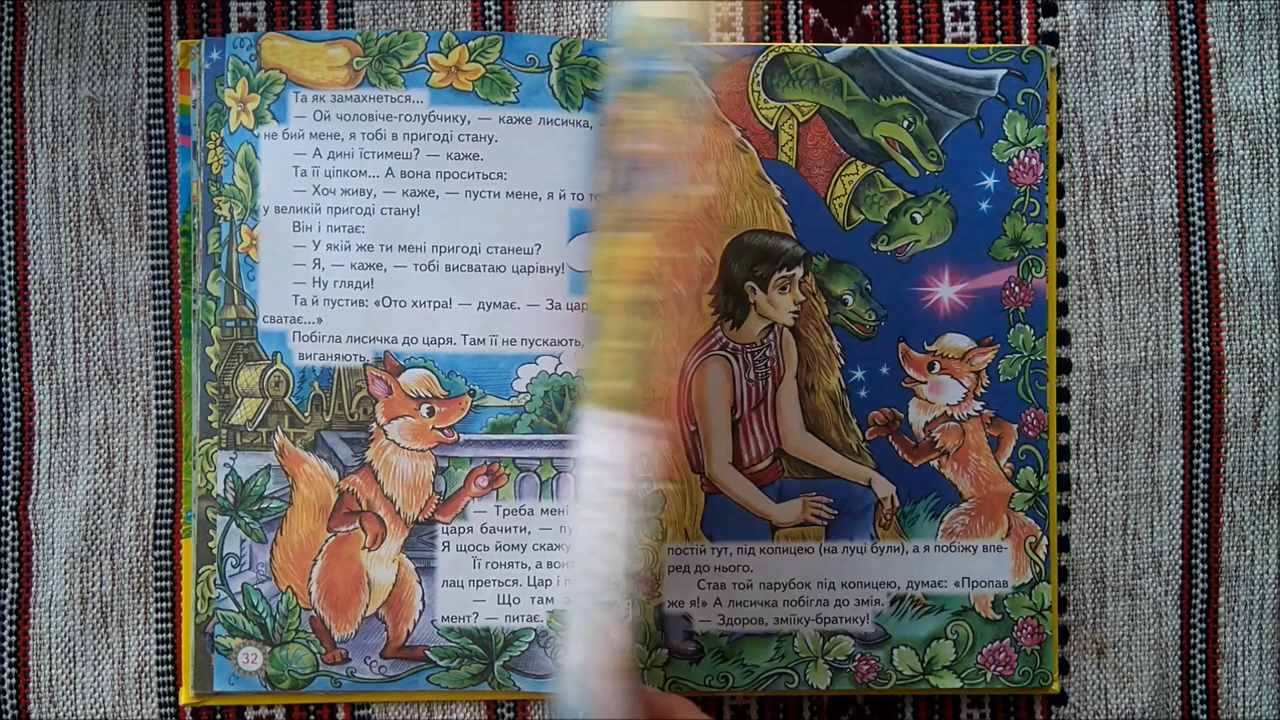 Та як замахнеться...
— Ой чоловіче-голубчику, — каже лисичка, —
не бий мене, я тобі в пригоді стану.
— А дині їстимеш? — каже.
Та її ціпком... А вона проситься:
— Хоч живу, — каже, — пусти мене, я й то
у великій пригоді стану!
Він і питає:
— У якій же ти мені пригоді станеш?
— Я, — каже, — тобі висватаю царівну!
— Ну гляди!
Та й пустив: «Ото хитра! — думає. — За
сватає...»
Побігла лисичка до царя. Там її не пускають,
виганяють.
— Треба мені
царя бачити, —
Я щось йому скажу
Її гонять, а
лац преться. Цар і
— Що там
мент? — питає.
32
постій тут, під копицею (на луці були), а я побіжу впе-
ред до нього.
Став той парубок під копицею, думає: «Пропав
же я!» А лисичка побігла до змія.
— Здоров, зміїку-братику!